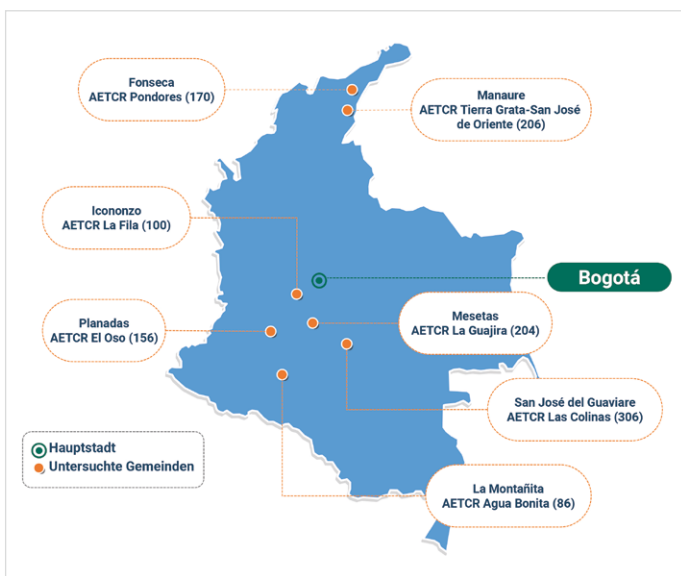 Fonseca
AETCR Pondores (170)
Manaure
AETCR Tierra Grata-San José
de Oriente (206)
Icononzo
AETCR La Fila (100)
Bogotá
Planadas
AETCR El Oso (156)
Mesetas
AETCR La Guajira (204)
San José del Guaviare
AETCR Las Colinas (306)
Hauptstadt
Untersuchte Gemeinden
La Montañita
AETCR Agua Bonita (86)